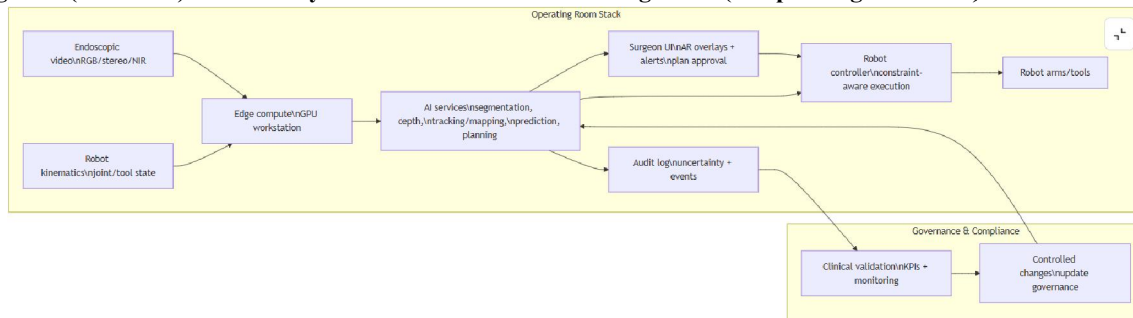 Operating Room Stack
Endoscopic
video\nRGB/stereo/NIR
Robot
kinematics\njoint/tool state
Edge compute\nGPU
workstation
AI services\nsegmentation,
cepth,\ntracking/mapping,\nprediction,
planning
Surgeon UI\nAR overlays +
alerts\nplan approval
Audit log\nuncertainty +
events
Robot
controller\nconstraint-
aware execution
Robot arms/tools
Governance & Compliance
Clinical validation\nKPIs +
monitoring
Controlled
changes\nupdate
governance